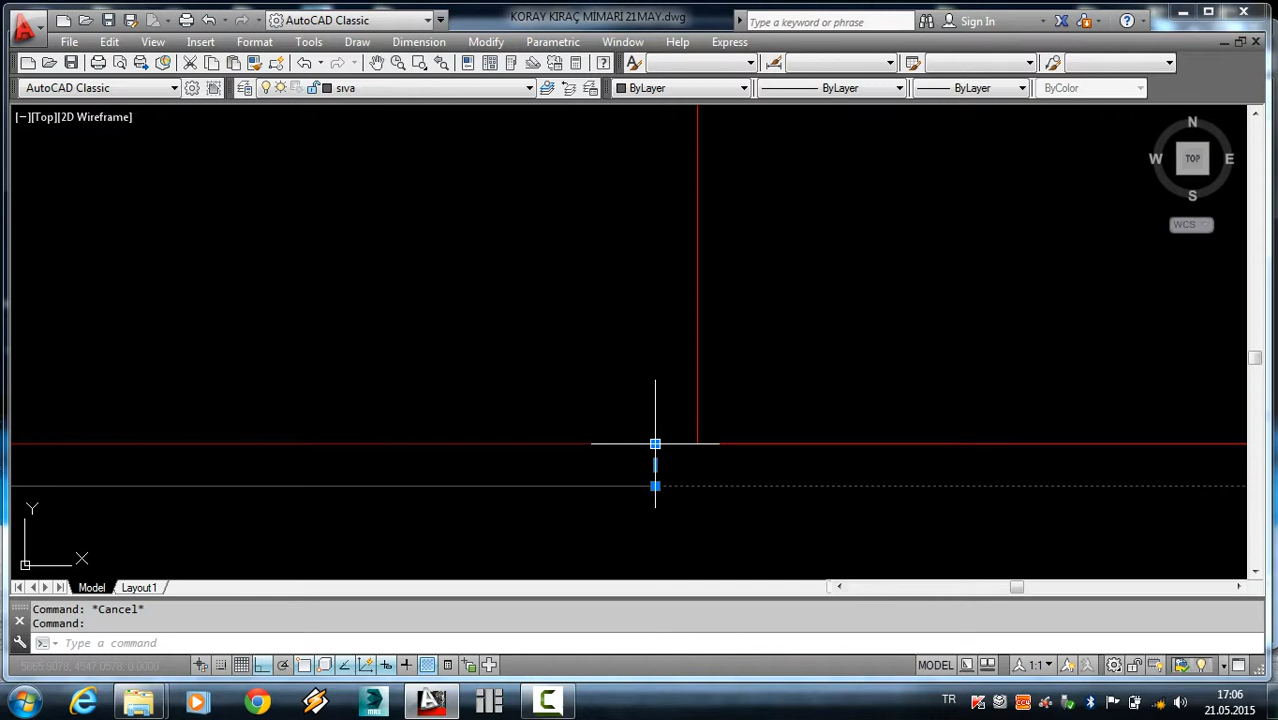 AutoCAD Classic
KORAY KIRAÇ MIMARI 21MAY.dwg
Type a keyword or phrase
Sign In
File Edit View Insert Format Tools Draw Dimension Modify Parametric Window Help Express
AutoCAD Classic
sıva
ByLayer
ByLayer
ByLayer
ByColor
[−][Top][2D Wireframe]
N
W
TOP
E
S
WCS
Y
X
Model
Layout1
Command: *Cancel*
Command:
Type a command
MODEL
1:1
TR
17:06
21.05.2015